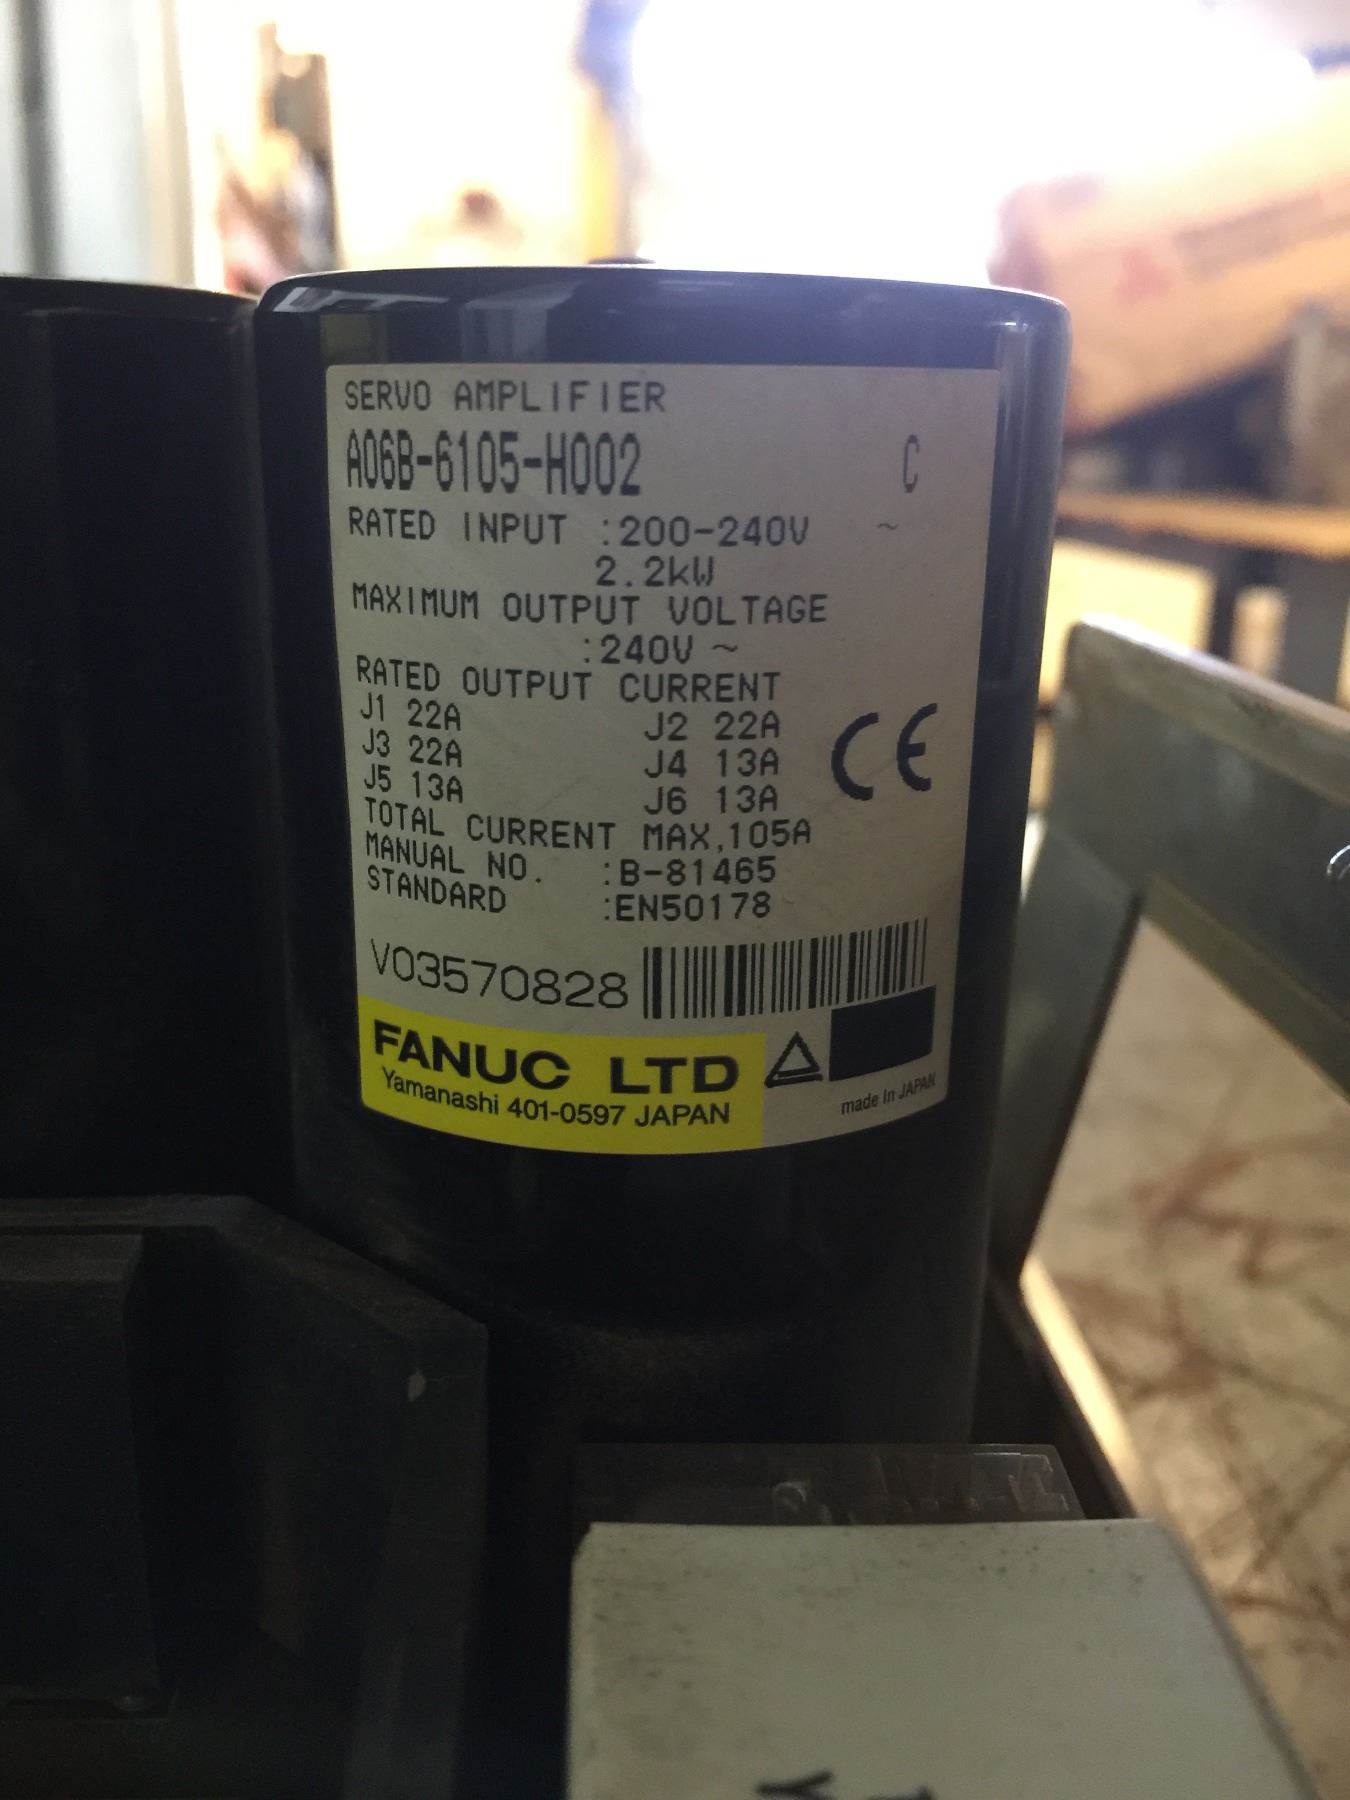 SERVO AMPLIFIER
A06B-6105-H002 C
RATED INPUT :200-240V ~
2.2kW
MAXIMUM OUTPUT VOLTAGE
:240V ~
RATED OUTPUT CURRENT
J1 22A J2 22A
J3 22A J4 13A
J5 13A J6 13A
TOTAL CURRENT MAX,105A
MANUAL NO. :B-81465
STANDARD :EN50178
CE
V03570828
FANUC LTD
Yamanashi 401-0597 JAPAN
made In JAPAN